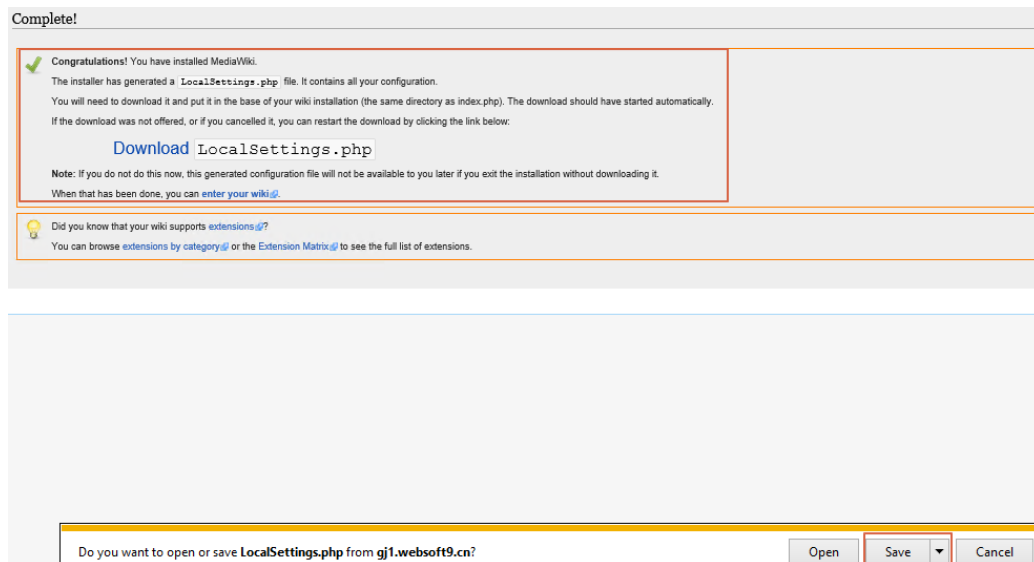 Complete!
Congratulations! You have installed MediaWiki.
The installer has generated a LocalSettings.php file. It contains all your configuration.
You will need to download it and put it in the base of your wiki installation (the same directory as index.php). The download should have started automatically.
If the download was not offered, or if you cancelled it, you can restart the download by clicking the link below:
Download LocalSettings.php
Note: If you do not do this now, this generated configuration file will not be available to you later if you exit the installation without downloading it.
When that has been done, you can enter your wiki.
Did you know that your wiki supports extensions?
You can browse extensions by category or the Extension Matrix to see the full list of extensions.
Do you want to open or save LocalSettings.php from gj1.websoft9.cn? Open Save Cancel